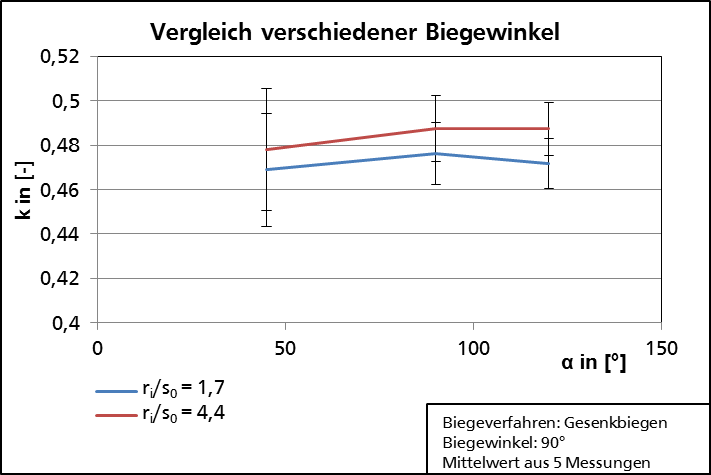 Vergleich verschiedener Biegewinkel
0,52
0,5
0,48
0,46
0,44
0,42
0,4
k in [-]
0 50 100 150
α in [°]
rᵢ/s₀ = 1,7
rᵢ/s₀ = 4,4
Biegeverfahren: Gesenkbiegen
Biegewinkel: 90°
Mittelwert aus 5 Messungen